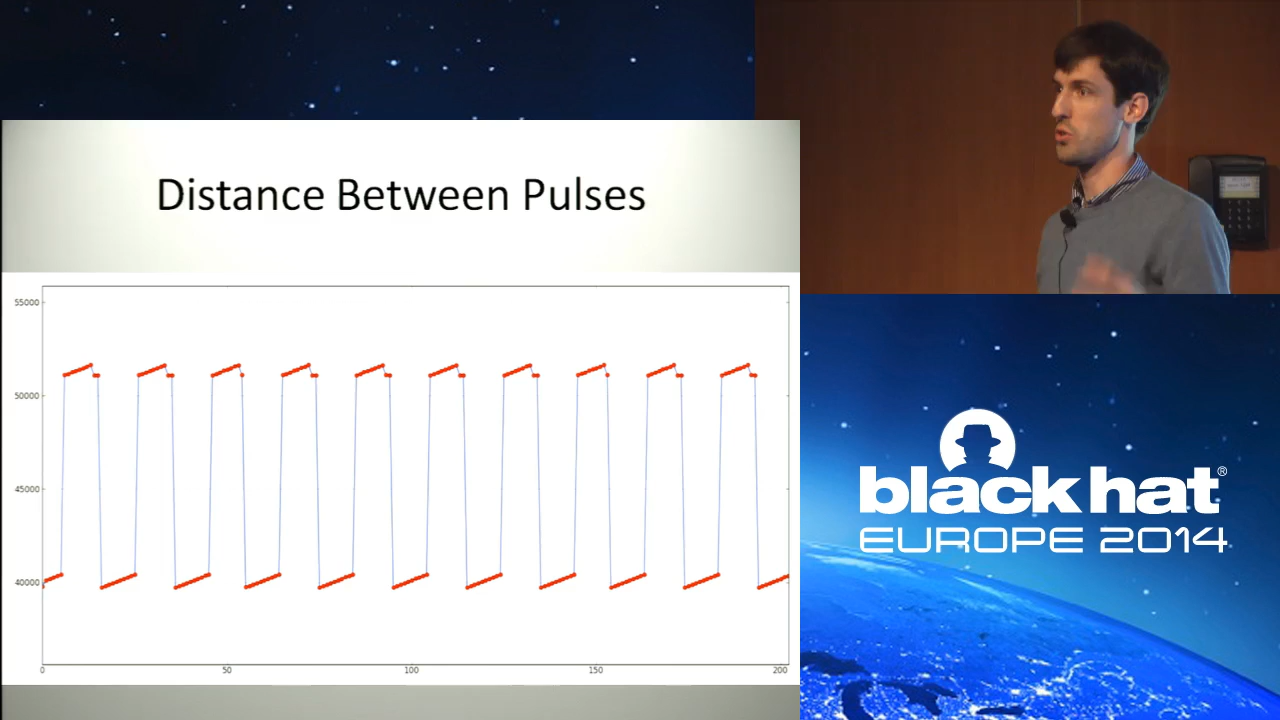 Distance Between Pulses
55000
50000
45000
40000
0 50 100 150 200
black hat®
EUROPE 2014